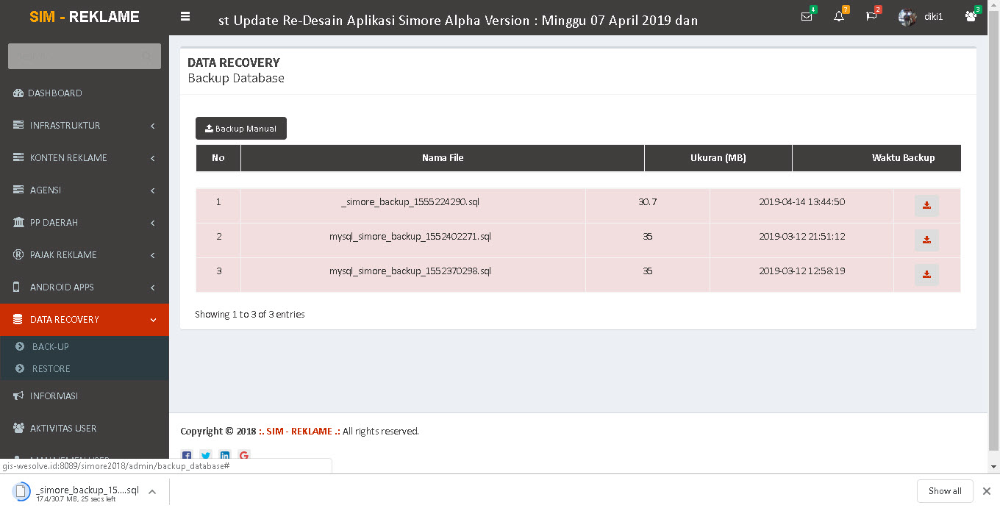 SIM - REKLAME
st Update Re-Desain Aplikasi Simore Alpha Version : Minggu 07 April 2019 dan
4
7
2
diki1
3
DASHBOARD
INFRASTRUKTUR
KONTEN REKLAME
AGENSI
PP DAERAH
PAJAK REKLAME
ANDROID APPS
DATA RECOVERY
BACK-UP
RESTORE
INFORMASI
AKTIVITAS USER
DATA RECOVERY
Backup Database
Backup Manual
No Nama File Ukuran (MB) Waktu Backup
1 _simore_backup_1555224290.sql 30.7 2019-04-14 13:44:50
2 mysql_simore_backup_1552402271.sql 35 2019-03-12 21:51:12
3 mysql_simore_backup_1552370298.sql 35 2019-03-12 12:58:19
Showing 1 to 3 of 3 entries
Copyright © 2018 :. SIM - REKLAME .: All rights reserved.
gis-wesolve.id:8089/simore2018/admin/backup_database#
_simore_backup_15....sql
17.4/30.7 MB, 25 secs left
Show all